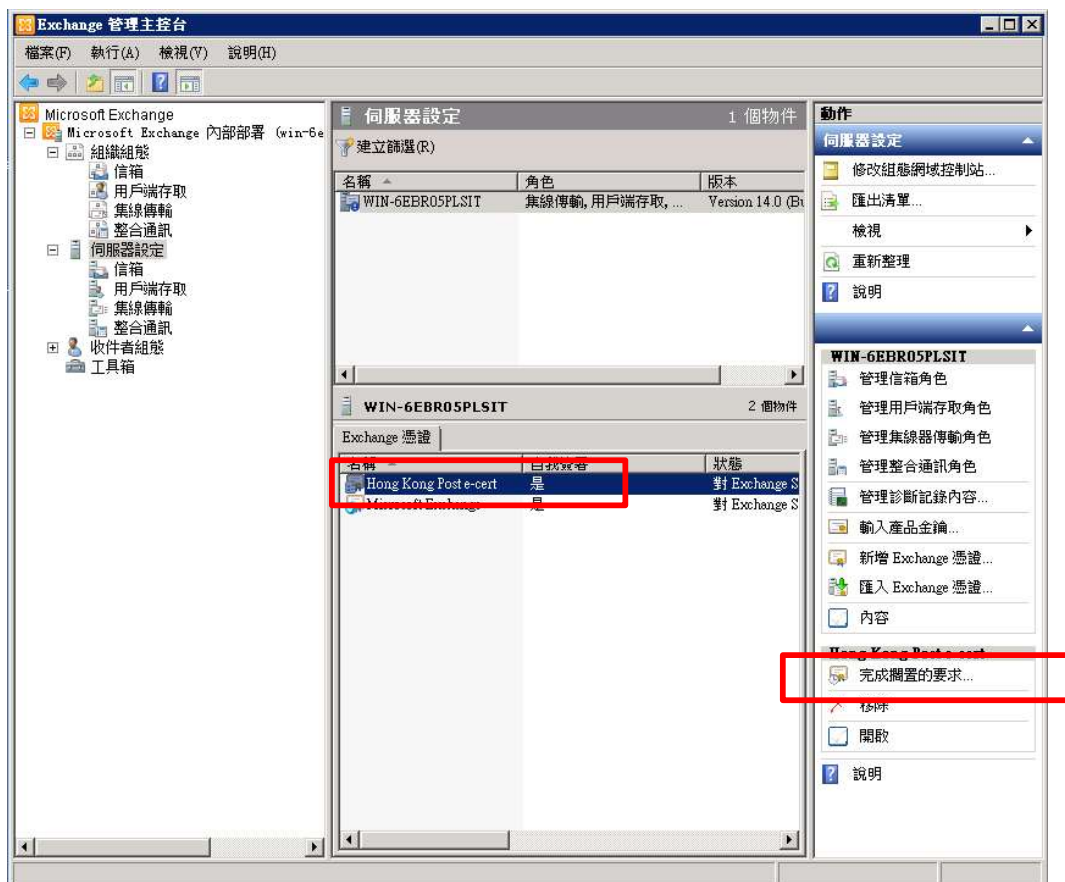 Exchange 管理主控台
檔案(F) 執行(A) 檢視(V) 說明(H)
Microsoft Exchange
Microsoft Exchange 內部部署 (win-6e
組織組態
信箱
用戶端存取
集線傳輸
整合通訊
伺服器設定
信箱
用戶端存取
集線傳輸
整合通訊
收件者組態
工具箱
伺服器設定 1 個物件
建立篩選(R)
名稱 角色 版本
WIN-6EBR05PLSIT 集線傳輸, 用戶端存取, ... Version 14.0 (Bu
WIN-6EBR05PLSIT 2 個物件
Exchange 憑證
名稱 自我簽署 狀態
Hong Kong Post e-cert 是 對 Exchange S
Microsoft Exchange 是 對 Exchange S
動作
伺服器設定
修改組態網域控制站...
匯出清單...
檢視
重新整理
說明
WIN-6EBR05PLSIT
管理信箱角色
管理用戶端存取角色
管理集線器傳輸角色
管理整合通訊角色
管理診斷記錄內容...
輸入產品金鑰...
新增 Exchange 憑證...
匯入 Exchange 憑證...
內容
Hong Kong Post e-cert
完成擱置的要求...
移除
開啟
說明